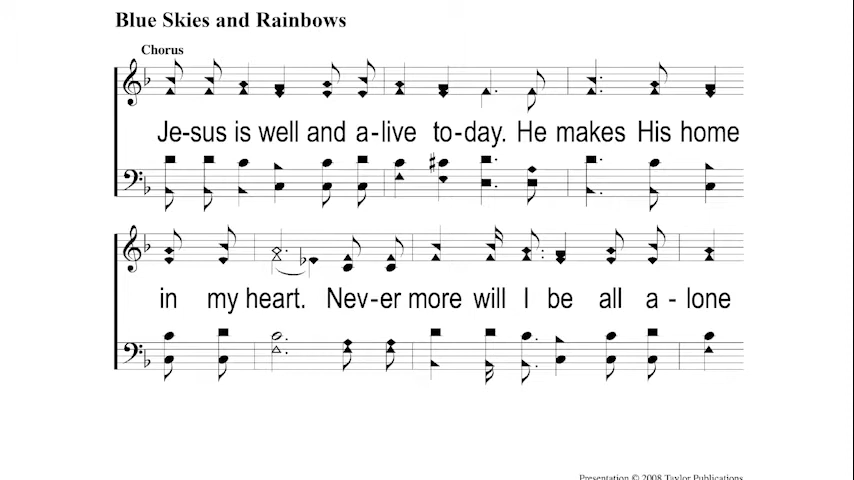 Blue Skies and Rainbows
Chorus
Je-sus is well and a-live to-day. He makes His home
in my heart. Nev-er more will I be all a - lone
Presentation © 2008 Taylor Publications